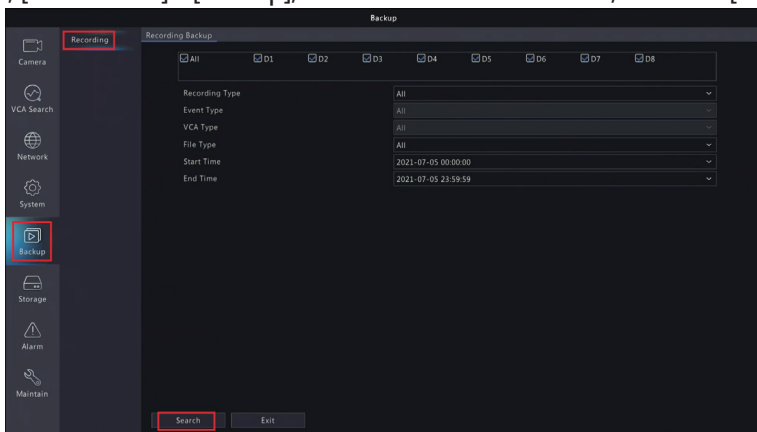 Backup
Camera
VCA Search
Network
System
Backup
Storage
Alarm
Maintain
Recording
Recording Backup
All D1 D2 D3 D4 D5 D6 D7 D8
Recording Type All
Event Type All
VCA Type All
File Type All
Start Time 2021-07-05 00:00:00
End Time 2021-07-05 23:59:59
Search Exit